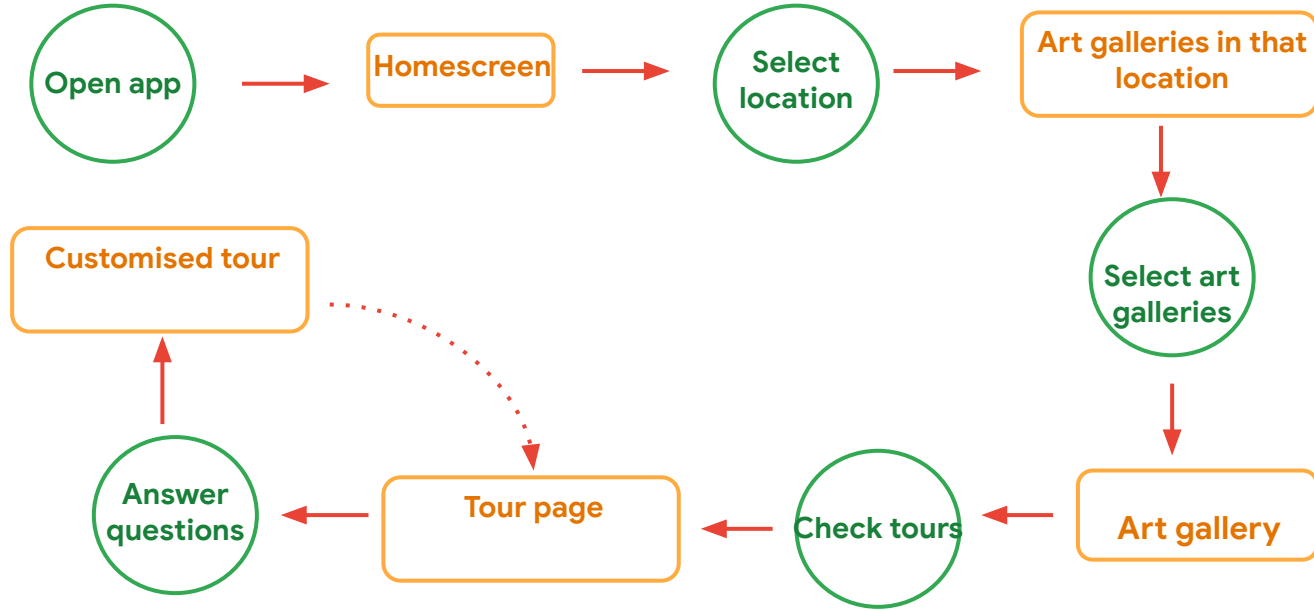 Open app
Homescreen
Select
location
Art galleries in that
location
Select art
galleries
Art gallery
Check tours
Tour page
Answer
questions
Customised tour